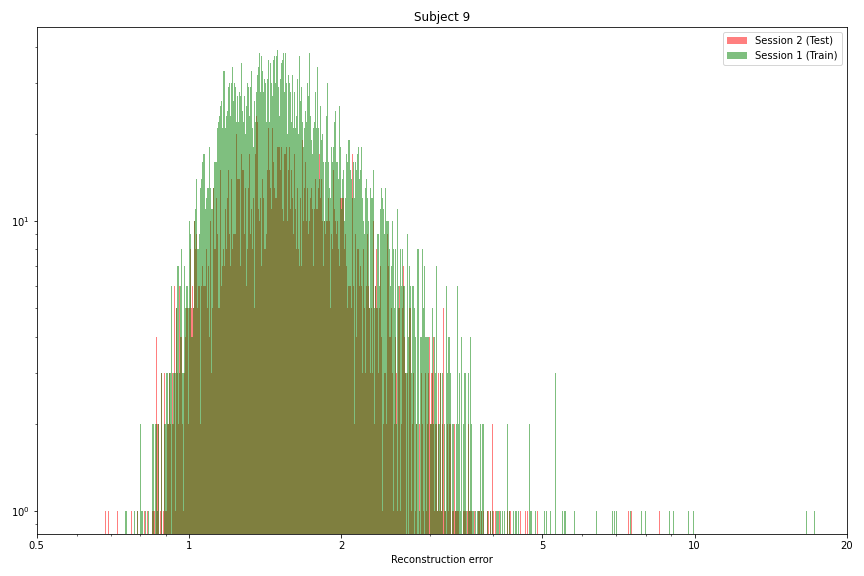 Subject 9
Session 2 (Test)
Session 1 (Train)
10¹
10⁰
0.5 1 2 5 10 20
Reconstruction error